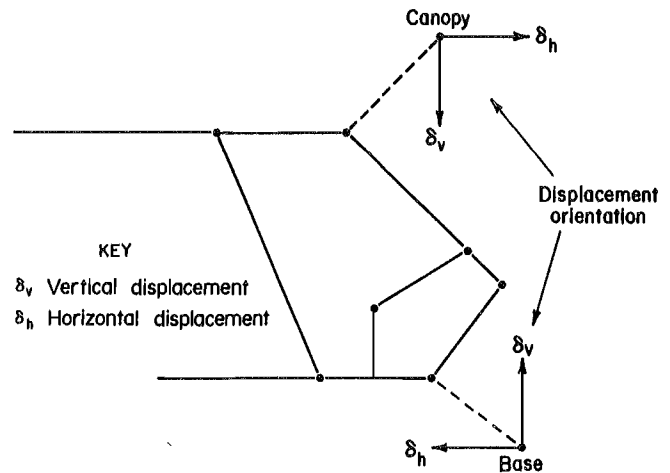 Canopy
δh
δv
Displacement
orientation
KEY
δv Vertical displacement
δh Horizontal displacement
δv
δh
Base